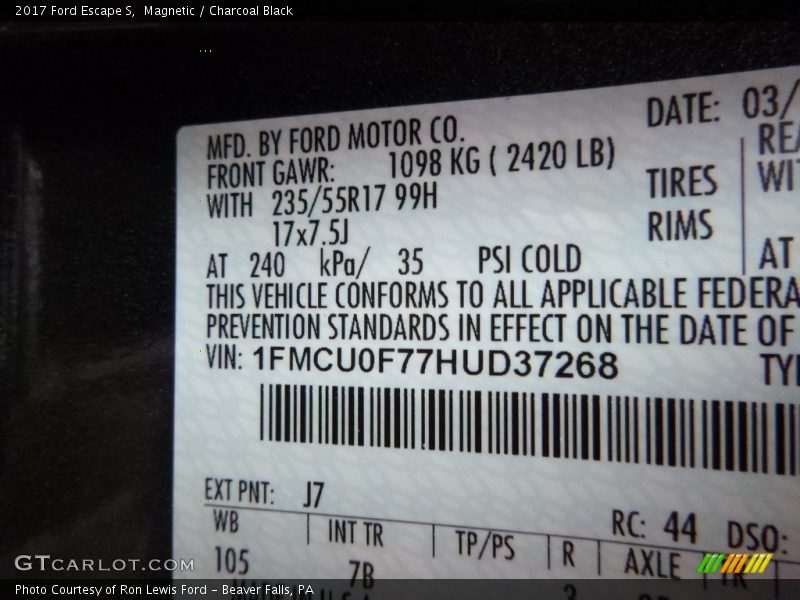 2017 Ford Escape S,  Magnetic / Charcoal Black
MFD. BY FORD MOTOR CO.
DATE: 03/
FRONT GAWR: 1098 KG ( 2420 LB)
WITH 235/55R17 99H
TIRES
WIT
17x7.5J
RIMS
AT 240 kPa/ 35 PSI COLD
AT
THIS VEHICLE CONFORMS TO ALL APPLICABLE FEDERA
PREVENTION STANDARDS IN EFFECT ON THE DATE OF
VIN: 1FMCU0F77HUD37268
EXT PNT: J7
RC: 44 DSO:
WB INT TR TP/PS R AXLE TR
105 7B
GTCARLOT.COM
Photo Courtesy of Ron Lewis Ford – Beaver Falls, PA